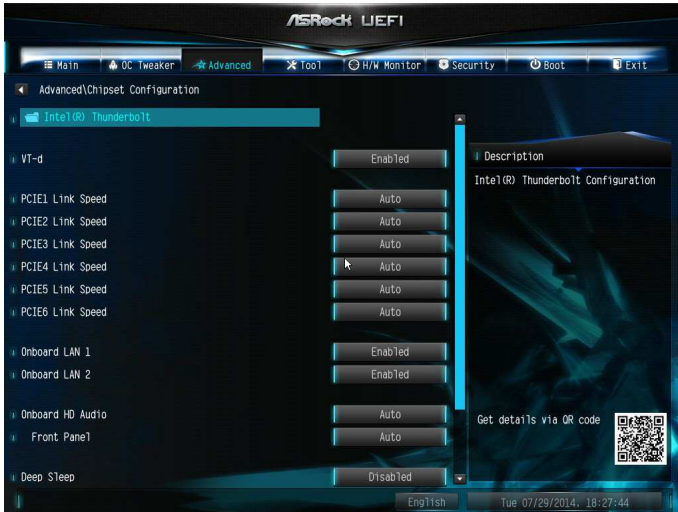 ASRock UEFI
Main OC Tweaker Advanced Tool H/W Monitor Security Boot Exit
Advanced\Chipset Configuration
Intel(R) Thunderbolt
VT-d Enabled
PCIE1 Link Speed Auto
PCIE2 Link Speed Auto
PCIE3 Link Speed Auto
PCIE4 Link Speed Auto
PCIE5 Link Speed Auto
PCIE6 Link Speed Auto
Onboard LAN 1 Enabled
Onboard LAN 2 Enabled
Onboard HD Audio Auto
Front Panel Auto
Deep Sleep Disabled
Description
Intel(R) Thunderbolt Configuration
Get details via QR code
English Tue 07/29/2014. 18:27:44